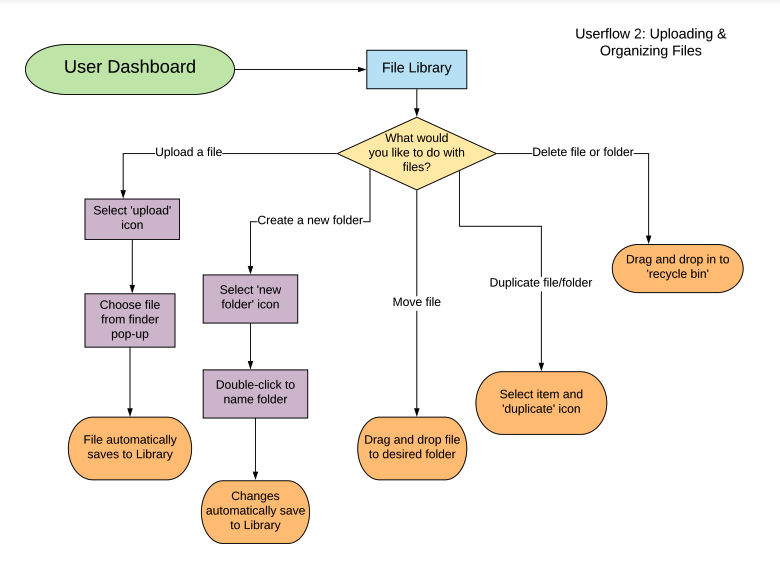 Userflow 2: Uploading &
Organizing Files
User Dashboard
File Library
What would
you like to do with
files?
Upload a file
Delete file or folder
Select 'upload'
icon
Create a new folder
Drag and drop in to
'recycle bin'
Select 'new
folder' icon
Duplicate file/folder
Choose file
from finder
pop-up
Move file
Double-click to
name folder
Select item and
'duplicate' icon
File automatically
saves to Library
Drag and drop file
to desired folder
Changes
automatically save
to Library